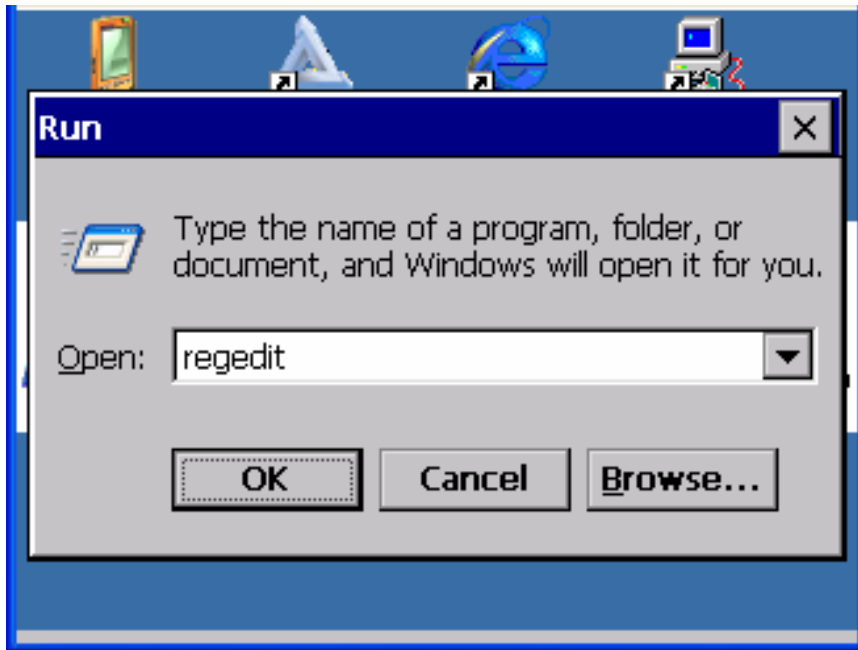 Run
Type the name of a program, folder, or
document, and Windows will open it for you.
Open: regedit
OK Cancel Browse...